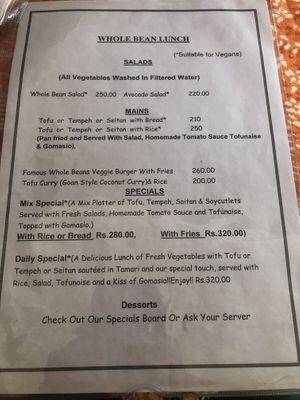 WHOLE BEAN LUNCH
(*Suitable for Vegans)
SALADS
(All Vegetables Washed In Filtered Water)
Whole Bean Salad* 250.00 Avocado Salad* 220.00
MAINS
Tofu or Tempeh or Seitan with Bread* 210
Tofu or Tempeh or Seitan with Rice* 250
(Pan fried and Served With Salad, Homemade Tomato Sauce Tofunaise
& Gomasio),
Famous Whole Beans Veggie Burger With Fries 260.00
Tofu Curry (Goan Style Coconut Curry)& Rice 200.00
SPECIALS
Mix Special*(A Mix Platter of Tofu, Tempeh, Seitan & Soycutlets
Served with Fresh Salads, Homemade Tomato Sauce and Tofunaise,
Topped with Gomasio.)
With Rice or Bread Rs.280.00, With Fries Rs.320.00)
Daily Special*(A Delicious Lunch of Fresh Vegetables with Tofu or
Tempeh or Seitan sautéed in Tamari and our special touch, served with
Rice, Salad, Tofunaise and a Kiss of Gomasio!!Enjoy!! Rs.320.00
Desserts
Check Out Our Specials Board Or Ask Your Server